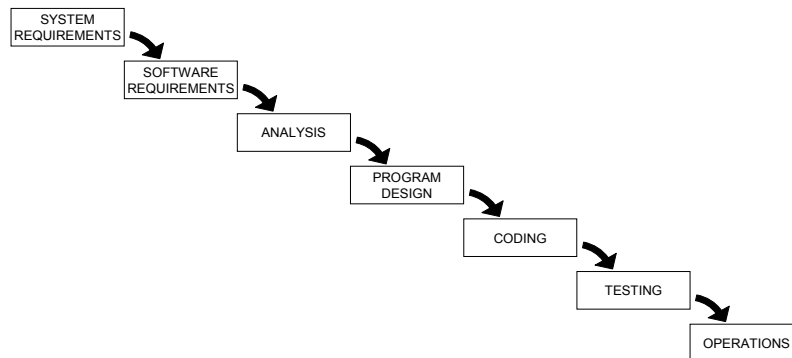 SYSTEM
REQUIREMENTS
SOFTWARE
REQUIREMENTS
ANALYSIS
PROGRAM
DESIGN
CODING
TESTING
OPERATIONS